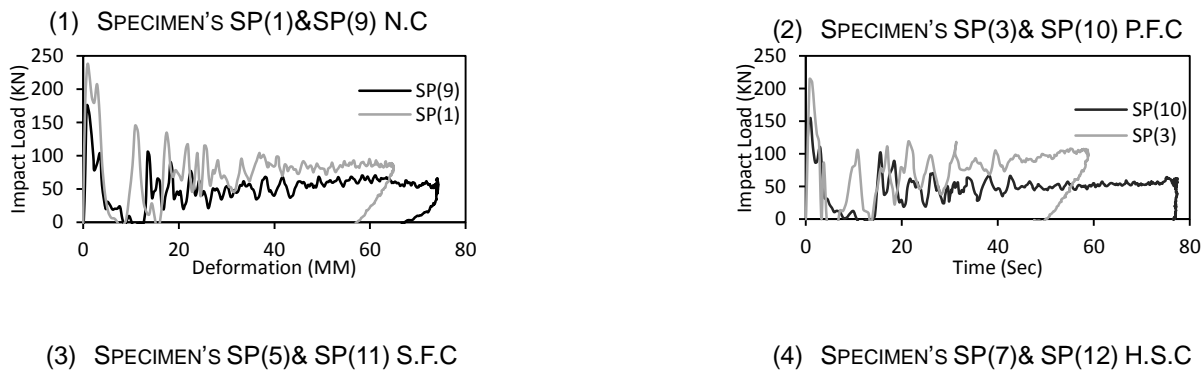 (1) SPECIMEN'S SP(1)&SP(9) N.C
250
200
150
100
50
0
Impact Load (KN)
SP(9)
SP(1)
0 20 40 60 80
Deformation (MM)
(2) SPECIMEN'S SP(3)& SP(10) P.F.C
250
200
150
100
50
0
Impact Load (KN)
SP(10)
SP(3)
0 20 40 60 80
Time (Sec)
(3) SPECIMEN'S SP(5)& SP(11) S.F.C
(4) SPECIMEN'S SP(7)& SP(12) H.S.C